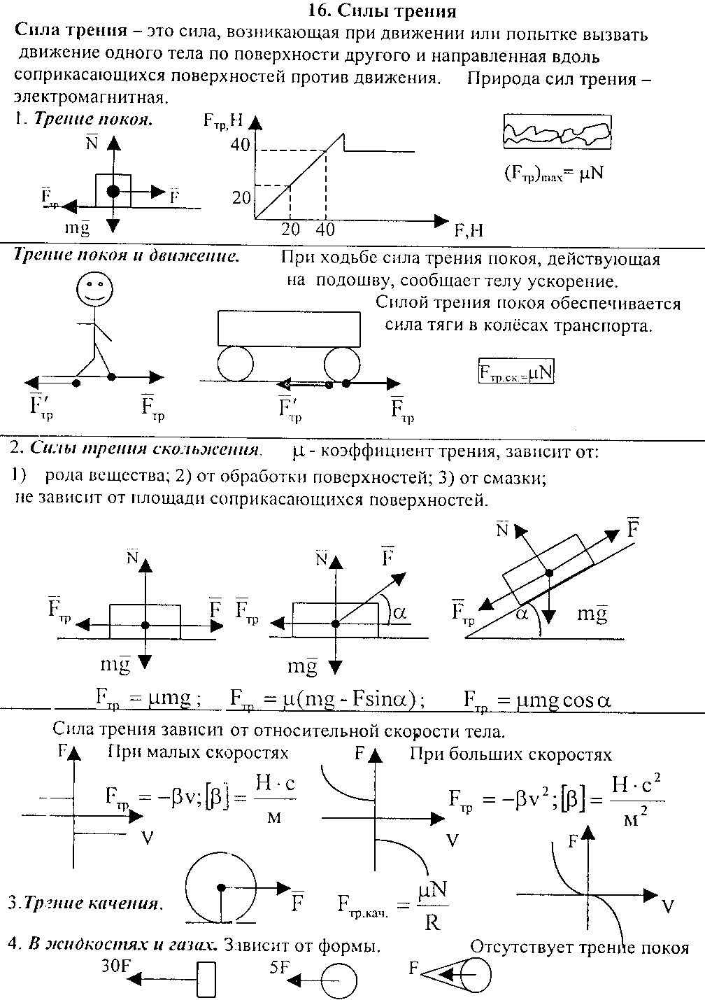 16. Силы трения
Сила трения – это сила, возникающая при движении или попытке вызвать
движение одного тела по поверхности другого и направленная вдоль
соприкасающихся поверхностей против движения. Природа сил трения –
электромагнитная.
1. Трение покоя. Fтр,Н
N̅
40
20
20 40
F,Н
F̅тр
F̅
mg̅
(Fтр)max= μN
Трение покоя и движение. При ходьбе сила трения покоя, действующая
на подошву, сообщает телу ускорение.
Силой трения покоя обеспечивается
сила тяги в колёсах транспорта.
Fтр.ск.=μN
F̅′тр F̅тр F̅′тр F̅тр
2. Силы трения скольжения. μ - коэффициент трения, зависит от:
1) рода вещества; 2) от обработки поверхностей; 3) от смазки;
не зависит от площади соприкасающихся поверхностей.
N̅ F̅
N̅ N̅ F̅
F̅тр F̅ F̅тр α F̅тр α mg̅
mg̅ mg̅
Fтр = μmg; Fтр = μ(mg - Fsinα); Fтр = μmg cos α
Сила трения зависит от относительной скорости тела.
F При малых скоростях F При больших скоростях
Fтр = −βv; [β] = Н·с/м Fтр = −βv²; [β] = Н·с²/м²
V V F
V
3.Трение качения. F̅ Fтр.кач. = μN/R
4. В жидкостях и газах. Зависит от формы. Отсутствует трение покоя
30F 5F F